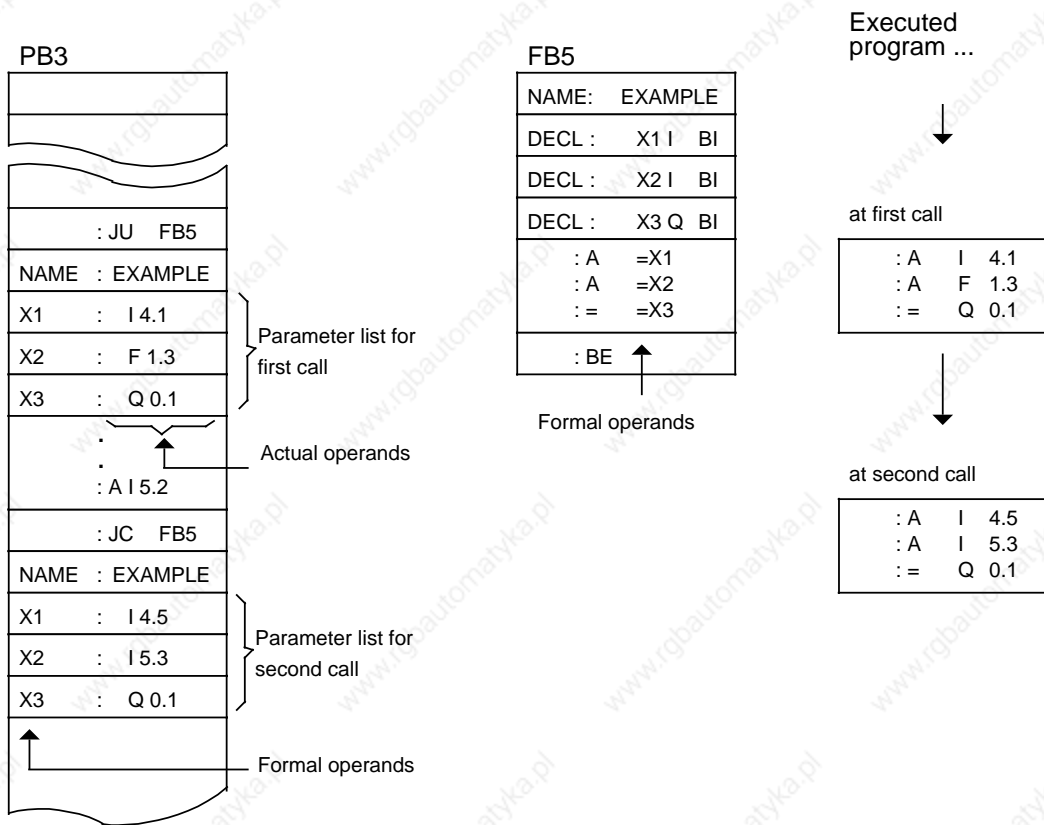 PB3
: JU FB5
NAME : EXAMPLE
X1 : I 4.1
X2 : F 1.3
X3 : Q 0.1
.
.
: A I 5.2
: JC FB5
NAME : EXAMPLE
X1 : I 4.5
X2 : I 5.3
X3 : Q 0.1
Parameter list for
first call
Actual operands
Parameter list for
second call
Formal operands
FB5
NAME: EXAMPLE
DECL : X1 I BI
DECL : X2 I BI
DECL : X3 Q BI
: A =X1
: A =X2
: = =X3
: BE
Formal operands
Executed
program ...
at first call
: A I 4.1
: A F 1.3
: = Q 0.1
at second call
: A I 4.5
: A I 5.3
: = Q 0.1
www.rgbautomatyka.pl